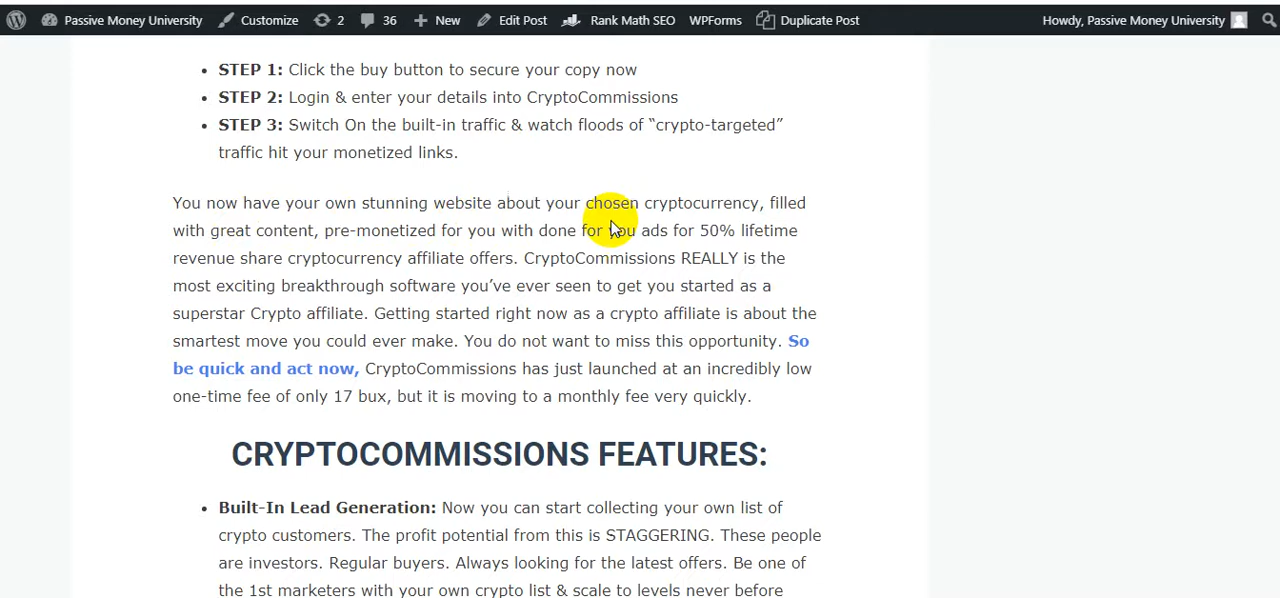 Passive Money University Customize 2 36 New Edit Post Rank Math SEO WPForms Duplicate Post Howdy, Passive Money University
• STEP 1: Click the buy button to secure your copy now
• STEP 2: Login & enter your details into CryptoCommissions
• STEP 3: Switch On the built-in traffic & watch floods of “crypto-targeted”
traffic hit your monetized links.
You now have your own stunning website about your chosen cryptocurrency, filled
with great content, pre-monetized for you with done for you ads for 50% lifetime
revenue share cryptocurrency affiliate offers. CryptoCommissions REALLY is the
most exciting breakthrough software you’ve ever seen to get you started as a
superstar Crypto affiliate. Getting started right now as a crypto affiliate is about the
smartest move you could ever make. You do not want to miss this opportunity. So
be quick and act now, CryptoCommissions has just launched at an incredibly low
one-time fee of only 17 bux, but it is moving to a monthly fee very quickly.
CRYPTOCOMMISSIONS FEATURES:
• Built-In Lead Generation: Now you can start collecting your own list of
crypto customers. The profit potential from this is STAGGERING. These people
are investors. Regular buyers. Always looking for the latest offers. Be one of
the 1st marketers with your own crypto list & scale to levels never before